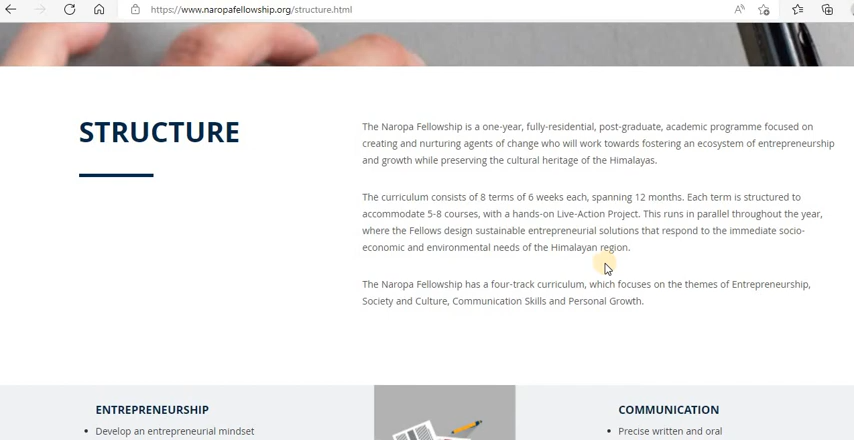 https://www.naropafellowship.org/structure.html
STRUCTURE
The Naropa Fellowship is a one-year, fully-residential, post-graduate, academic programme focused on
creating and nurturing agents of change who will work towards fostering an ecosystem of entrepreneurship
and growth while preserving the cultural heritage of the Himalayas.
The curriculum consists of 8 terms of 6 weeks each, spanning 12 months. Each term is structured to
accommodate 5-8 courses, with a hands-on Live-Action Project. This runs in parallel throughout the year,
where the Fellows design sustainable entrepreneurial solutions that respond to the immediate socio-
economic and environmental needs of the Himalayan region.
The Naropa Fellowship has a four-track curriculum, which focuses on the themes of Entrepreneurship,
Society and Culture, Communication Skills and Personal Growth.
ENTREPRENEURSHIP
• Develop an entrepreneurial mindset
COMMUNICATION
• Precise written and oral